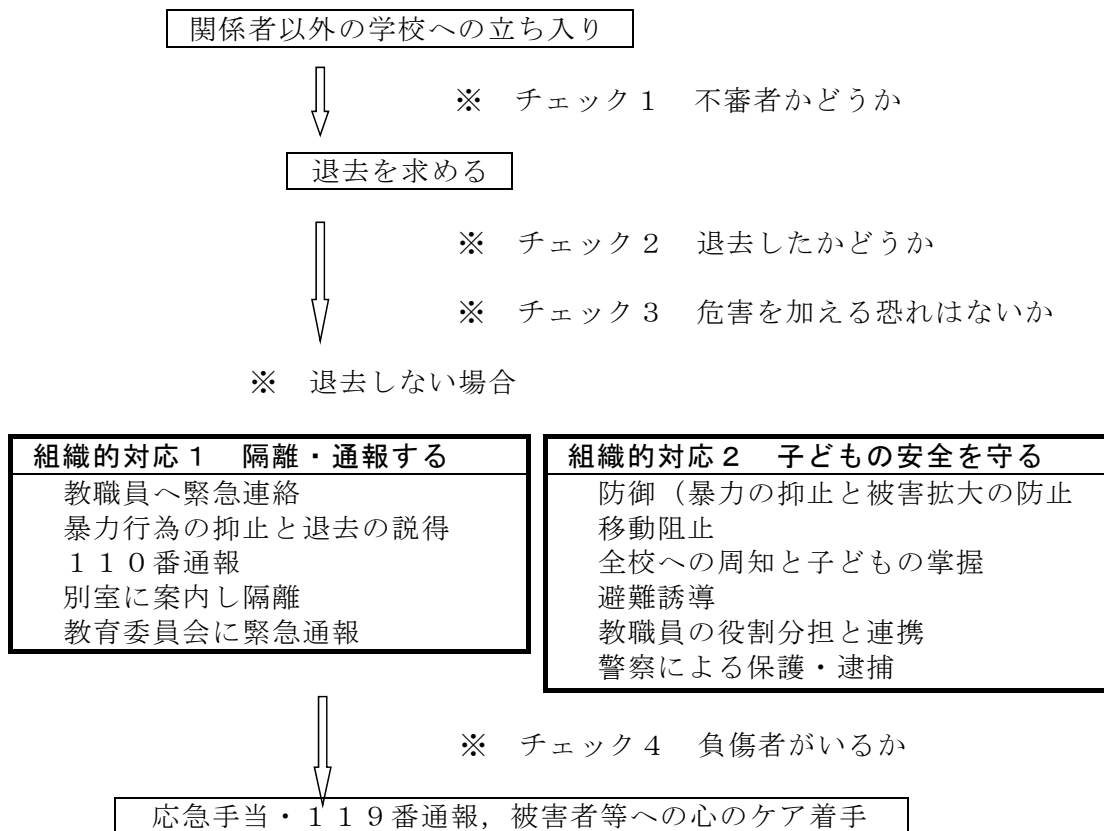 関係者以外の学校への立ち入り
※　チェック１　不審者かどうか
退去を求める
※　チェック２　退去したかどうか
※　チェック３　危害を加える恐れはないか
※　退去しない場合
組織的対応１　隔離・通報する
教職員へ緊急連絡
暴力行為の抑止と退去の説得
１１０番通報
別室に案内し隔離
教育委員会に緊急通報
組織的対応２　子どもの安全を守る
防御（暴力の抑止と被害拡大の防止
移動阻止
全校への周知と子どもの掌握
避難誘導
教職員の役割分担と連携
警察による保護・逮捕
※　チェック４　負傷者がいるか
応急手当・１１９番通報，被害者等への心のケア着手